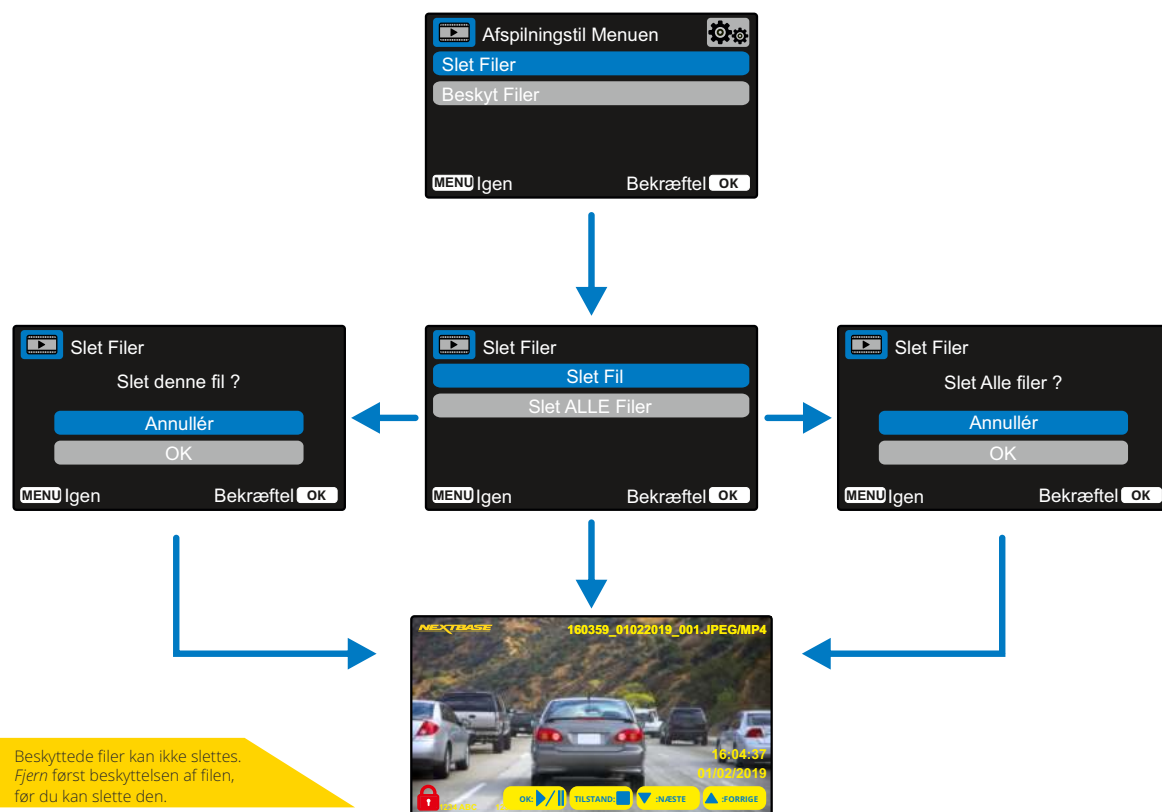 Afspilningstil Menuen
Slet Filer
Beskyt Filer
MENU Igen Bekræftel OK
Slet Filer
Slet denne fil ?
Annullér
OK
MENU Igen Bekræftel OK
Slet Filer
Slet Fil
Slet ALLE Filer
MENU Igen Bekræftel OK
Slet Filer
Slet Alle filer ?
Annullér
OK
MENU Igen Bekræftel OK
NEXTBASE 160359_01022019_001.JPEG/MP4
16:04:37
01/02/2019
OK: TILSTAND: :NÆSTE :FORRIGE
Beskyttede filer kan ikke slettes.
Fjern først beskyttelsen af filen,
før du kan slette den.